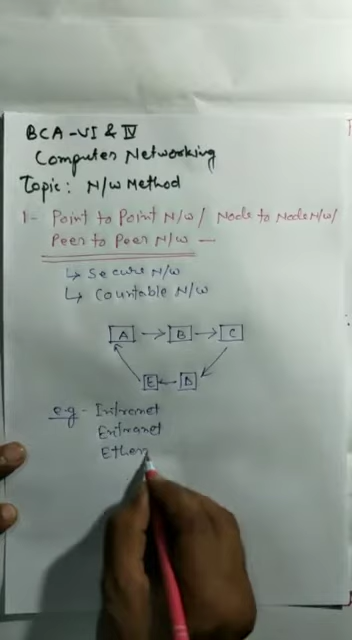 BCA-VI & IV
Computer Networking
Topic: N/W Method
1- Point to Point N/W / Node to Node N/W/
Peer to Peer N/W —
↳ Secure N/W
↳ Countable N/W
A → B → C
E ← D
e.g - Intranet
Extranet
Ether